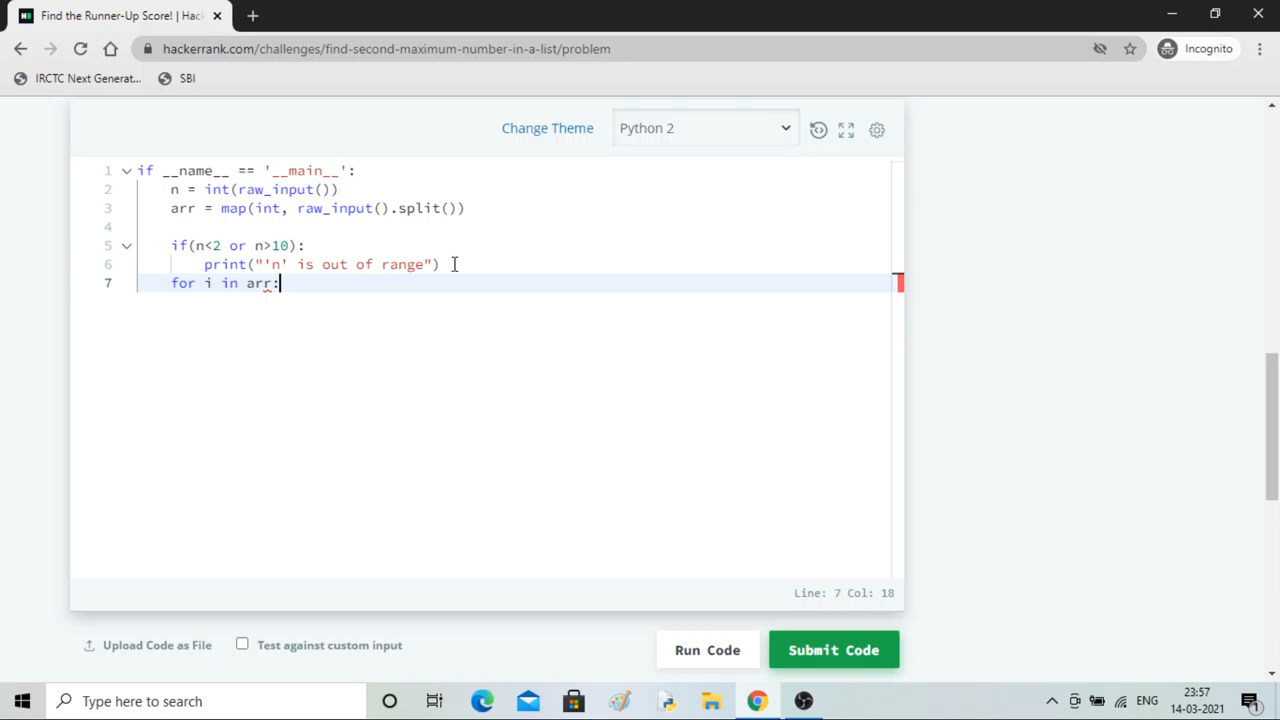 Find the Runner-Up Score! | Hac
hackerrank.com/challenges/find-second-maximum-number-in-a-list/problem
Incognito
IRCTC Next Generat...
SBI
Change Theme
Python 2
1 if __name__ == '__main__':
2 n = int(raw_input())
3 arr = map(int, raw_input().split())
4
5 if(n<2 or n>10):
6 print("'n' is out of range")
7 for i in arr:
Line: 7 Col: 18
Upload Code as File
Test against custom input
Run Code
Submit Code
Type here to search
ENG
23:57
14-03-2021
1